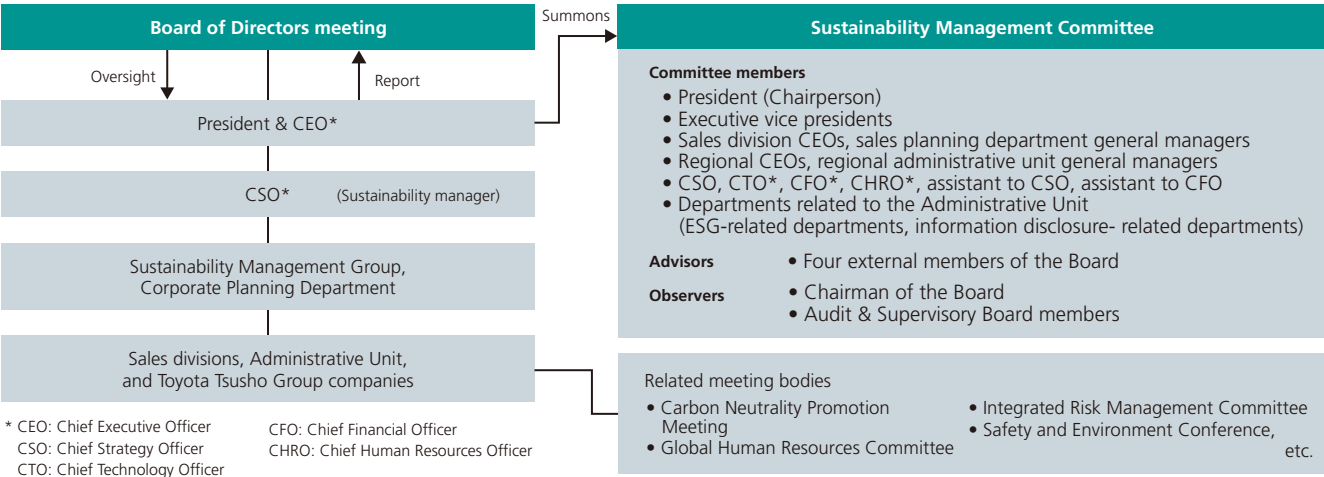 Board of Directors meeting
Oversight
Report
President & CEO*
CSO* (Sustainability manager)
Sustainability Management Group,
Corporate Planning Department
Sales divisions, Administrative Unit,
and Toyota Tsusho Group companies
* CEO: Chief Executive Officer
CSO: Chief Strategy Officer
CTO: Chief Technology Officer
CFO: Chief Financial Officer
CHRO: Chief Human Resources Officer
Summons
Sustainability Management Committee
Committee members
• President (Chairperson)
• Executive vice presidents
• Sales division CEOs, sales planning department general managers
• Regional CEOs, regional administrative unit general managers
• CSO, CTO*, CFO*, CHRO*, assistant to CSO, assistant to CFO
• Departments related to the Administrative Unit
(ESG-related departments, information disclosure- related departments)
Advisors • Four external members of the Board
Observers • Chairman of the Board
• Audit & Supervisory Board members
Related meeting bodies
• Carbon Neutrality Promotion
Meeting
• Global Human Resources Committee
• Integrated Risk Management Committee
• Safety and Environment Conference,
etc.